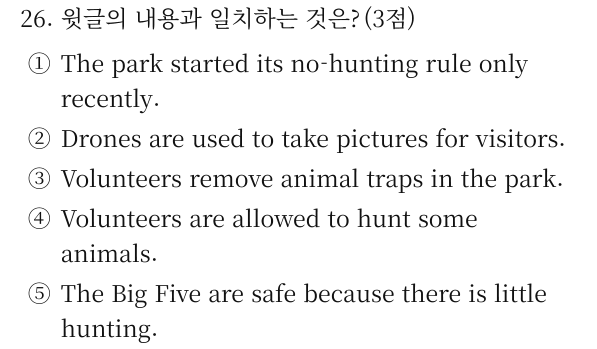 26. 윗글의 내용과 일치하는 것은?(3점)
① The park started its no-hunting rule only
recently.
② Drones are used to take pictures for visitors.
③ Volunteers remove animal traps in the park.
④ Volunteers are allowed to hunt some
animals.
⑤ The Big Five are safe because there is little
hunting.